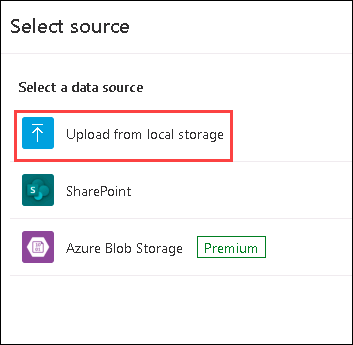 Select source
Select a data source
Upload from local storage
SharePoint
Azure Blob Storage Premium